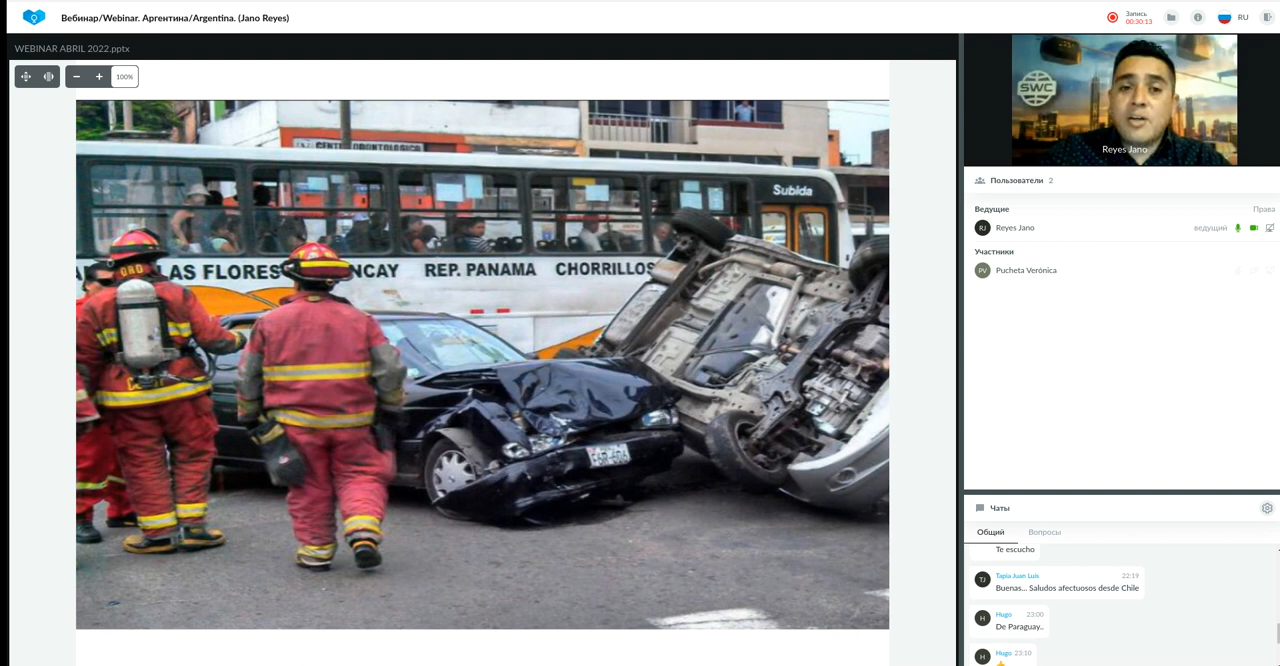 Вебинар/Webinar. Аргентина/Argentina. (Jano Reyes)
Запись
00:30:13
RU
WEBINAR ABRIL 2022.pptx
100%
CENTRO ODONTOLOGICO
Subida
LAS FLORES
NCAY REP. PANAMA CHORRILLOS
SWC
Reyes Jano
Пользователи 2
Ведущие
Права
RJ
Reyes Jano
ведущий
Участники
PV
Pucheta Verónica
Чаты
Общий
Вопросы
Te escucho
TJ
Tapia Juan Luis 22:19
Buenas... Saludos afectuosos desde Chile
H
Hugo 23:00
De Paraguay..
H
Hugo 23:10